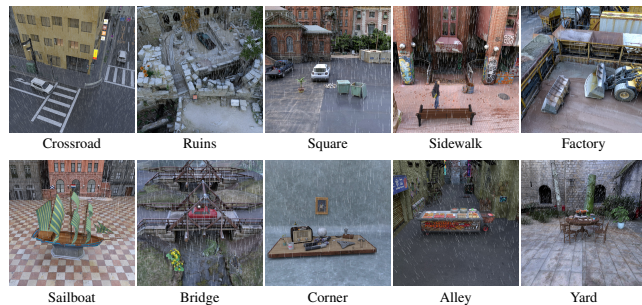 Crossroad
Ruins
Square
Sidewalk
Factory
Sailboat
Bridge
Corner
Alley
Yard